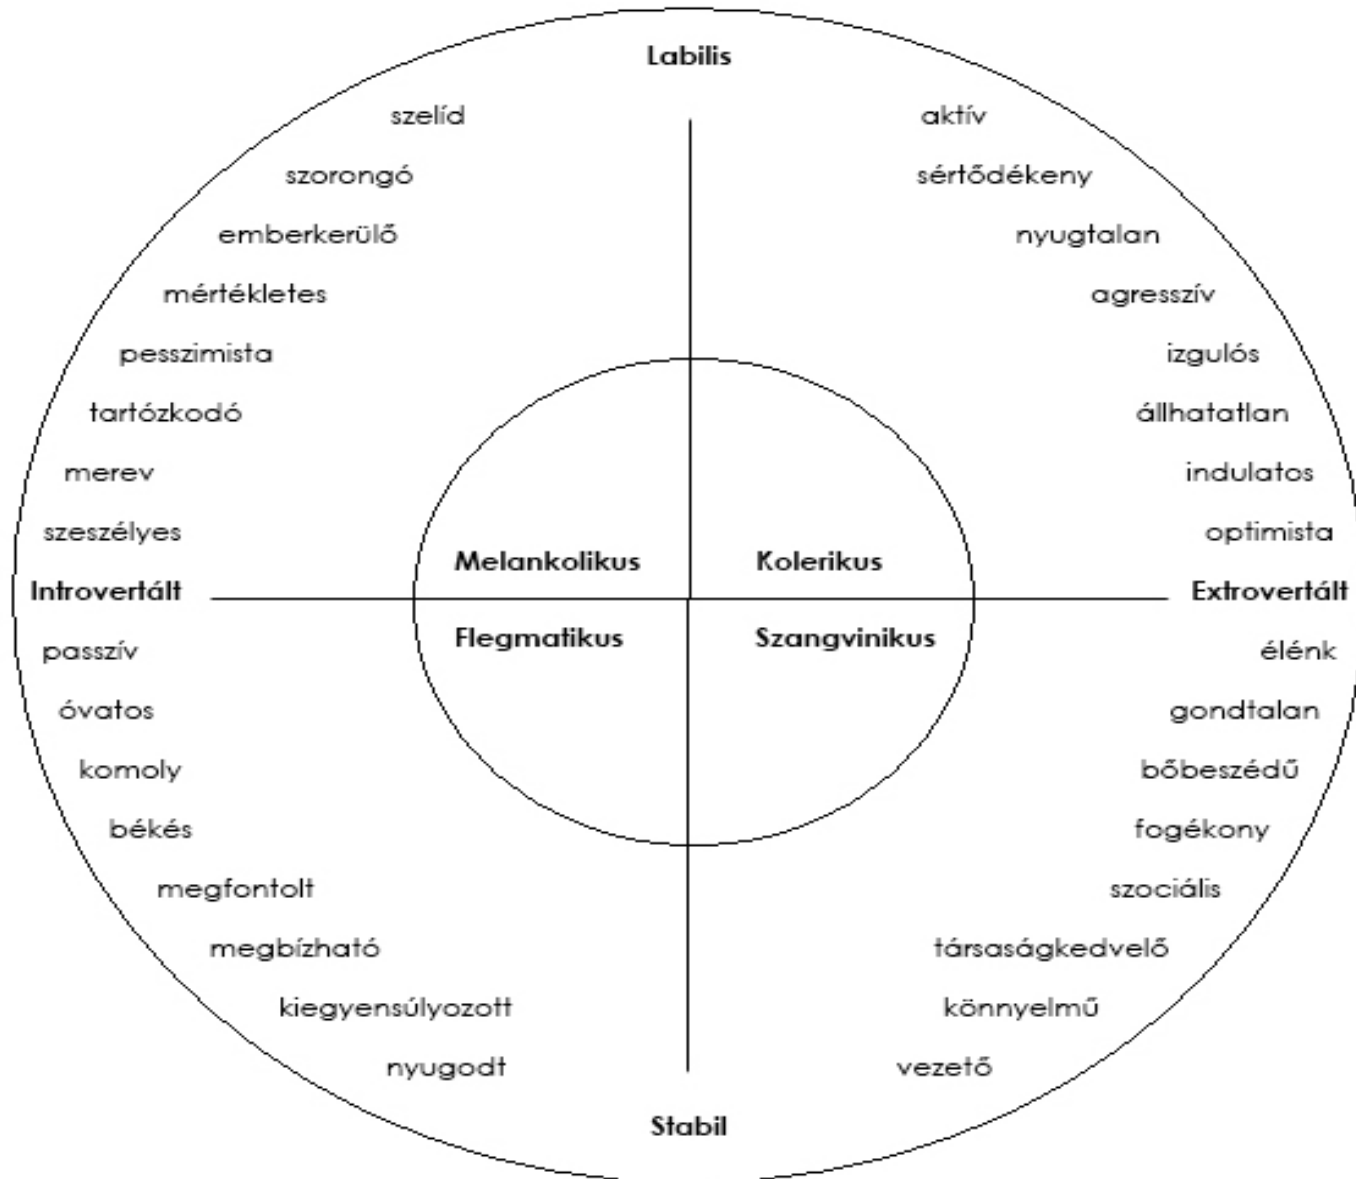 Labilis
szelíd aktív
szorongó sértődékeny
emberkerülő nyugtalan
mértékletes agresszív
pesszimista izgulós
tartózkodó állhatatlan
merev indulatos
szeszélyes optimista
Melankolikus Kolerikus
Introvertált Extrovertált
Flegmatikus Szangvinikus
passzív élénk
óvatos gondtalan
komoly bőbeszédű
békés fogékony
megfontolt szociális
megbízható társaságkedvelő
kiegyensúlyozott könnyelmű
nyugodt vezető
Stabil